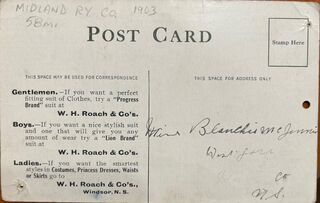 MIDLAND RY. CO 1903
58MI
POST CARD
Stamp Here
THIS SPACE MAY BE USED FOR CORRESPONDENCE
THIS SPACE FOR ADDRESS ONLY
Gentlemen.–If you want a perfect
fitting suit of Clothes, try a "Progress
Brand" suit at
W. H. Roach & Co's.
Boys.–If you want a nice stylish suit
and one that will give you any
amount of wear try a "Lion Brand"
suit at
W. H. Roach & Co's.
Ladies.–If you want the smartest
styles in Costumes, Princess Dresses, Waists
or Skirts go to
W. H. Roach & Co's.,
Windsor, N. S.
Miss Blanche
Co
N.S.